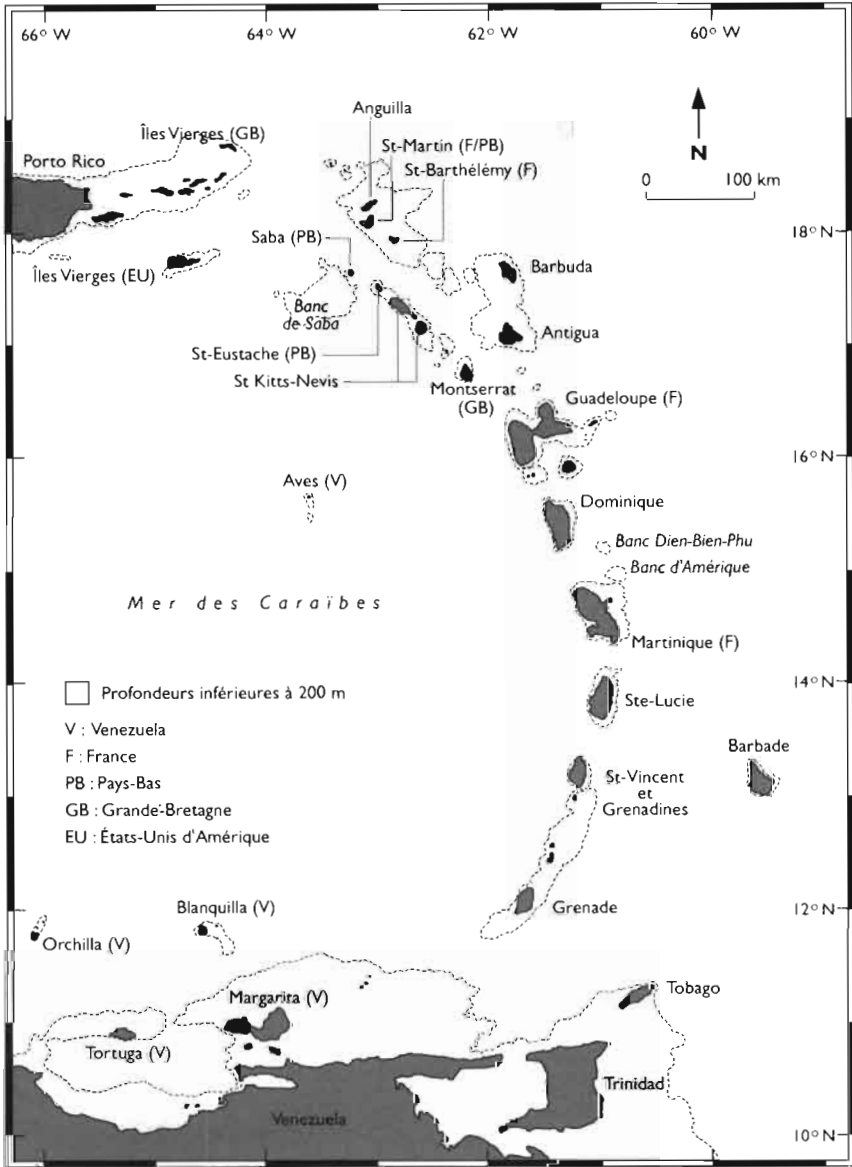 66° W
64° W
62° W
60° W
Anguilla
Îles Vierges (GB)
St-Martin (F/PB)
Porto Rico
St-Barthélémy (F)
N
0
100 km
18° N
Saba (PB)
Îles Vierges (EU)
Barbuda
Banc
de Saba
Antigua
St-Eustache (PB)
St Kitts-Nevis
Montserrat
(GB)
Guadeloupe (F)
16° N
Aves (V)
Dominique
Banc Dien-Bien-Phu
Banc d'Amérique
Mer des Caraïbes
Martinique (F)
14° N
Profondeurs inférieures à 200 m
Ste-Lucie
V : Venezuela
F : France
Barbade
PB : Pays-Bas
St-Vincent
et
Grenadines
GB : Grande-Bretagne
EU : États-Unis d'Amérique
Blanquilla (V)
Grenade
12° N
Orchilla (V)
Tobago
Margarita (V)
Tortuga (V)
Trinidad
Venezuela
10° N